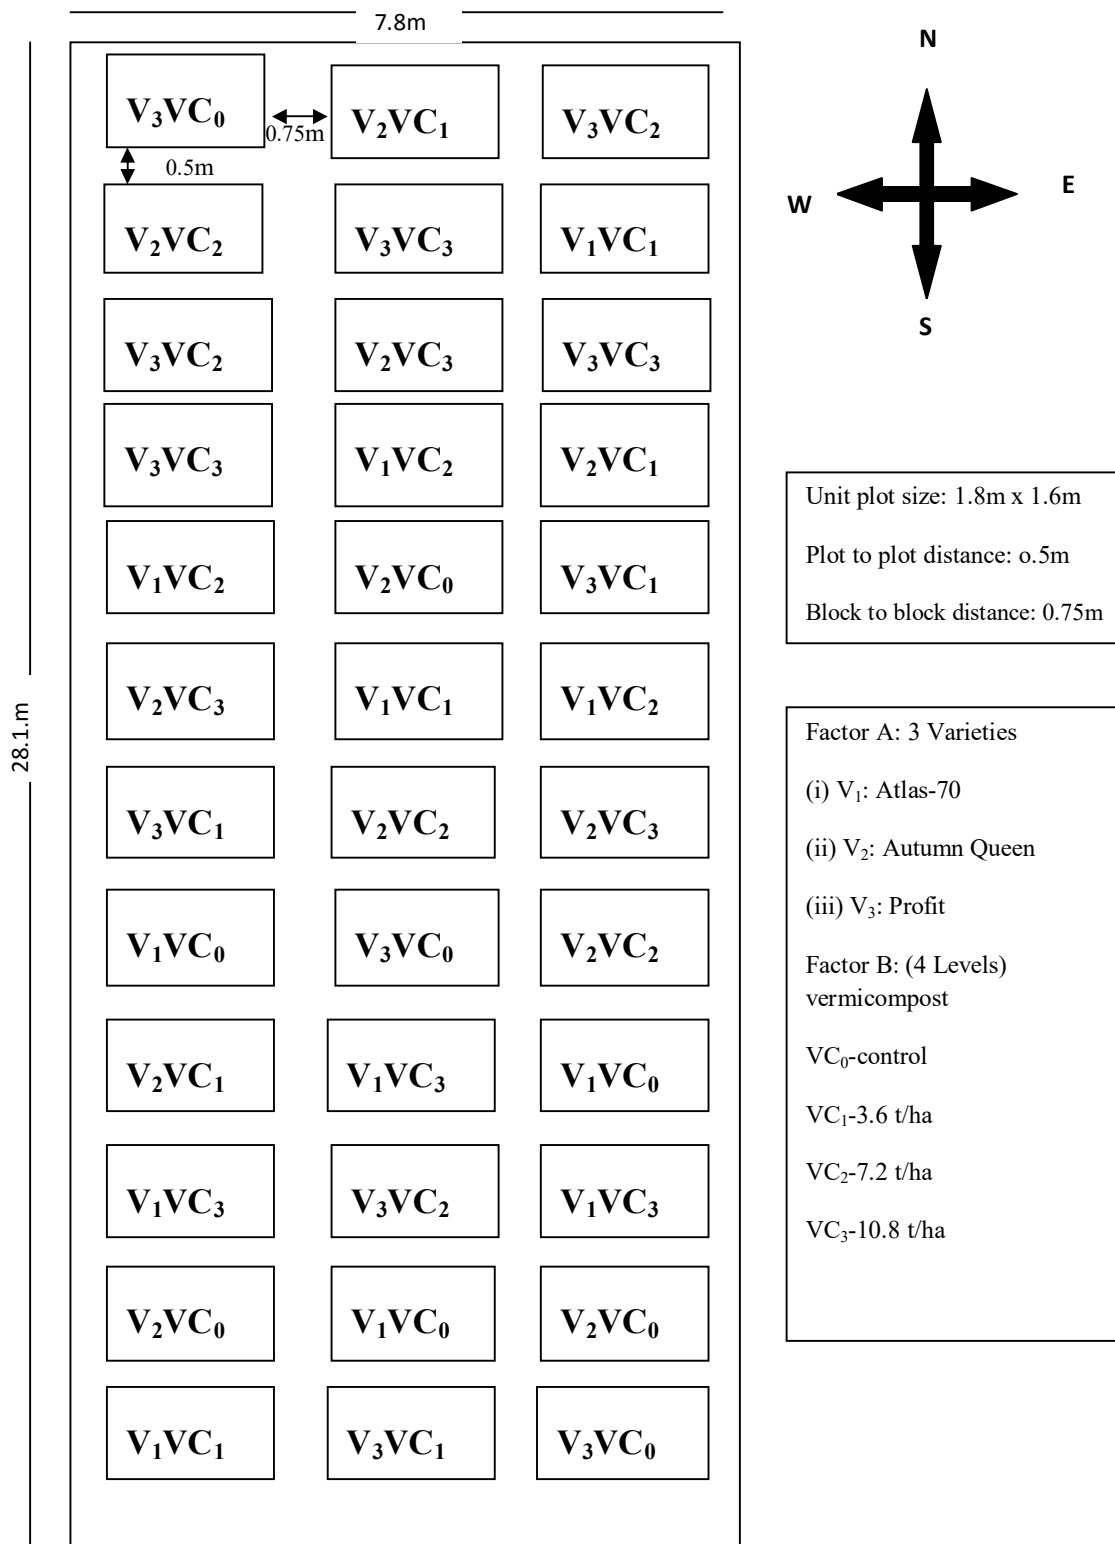 7.8m
N
V₃VC₀ V₂VC₁ V₃VC₂
0.75m
0.5m
W E
V₂VC₂ V₃VC₃ V₁VC₁
S
V₃VC₂ V₂VC₃ V₃VC₃
V₃VC₃ V₁VC₂ V₂VC₁
V₁VC₂ V₂VC₀ V₃VC₁
V₂VC₃ V₁VC₁ V₁VC₂
28.1.m
V₃VC₁ V₂VC₂ V₂VC₃
V₁VC₀ V₃VC₀ V₂VC₂
V₂VC₁ V₁VC₃ V₁VC₀
V₁VC₃ V₃VC₂ V₁VC₃
V₂VC₀ V₁VC₀ V₂VC₀
V₁VC₁ V₃VC₁ V₃VC₀
Unit plot size: 1.8m x 1.6m
Plot to plot distance: o.5m
Block to block distance: 0.75m
Factor A: 3 Varieties
(i) V₁: Atlas-70
(ii) V₂: Autumn Queen
(iii) V₃: Profit
Factor B: (4 Levels)
vermicompost
VC₀-control
VC₁-3.6 t/ha
VC₂-7.2 t/ha
VC₃-10.8 t/ha